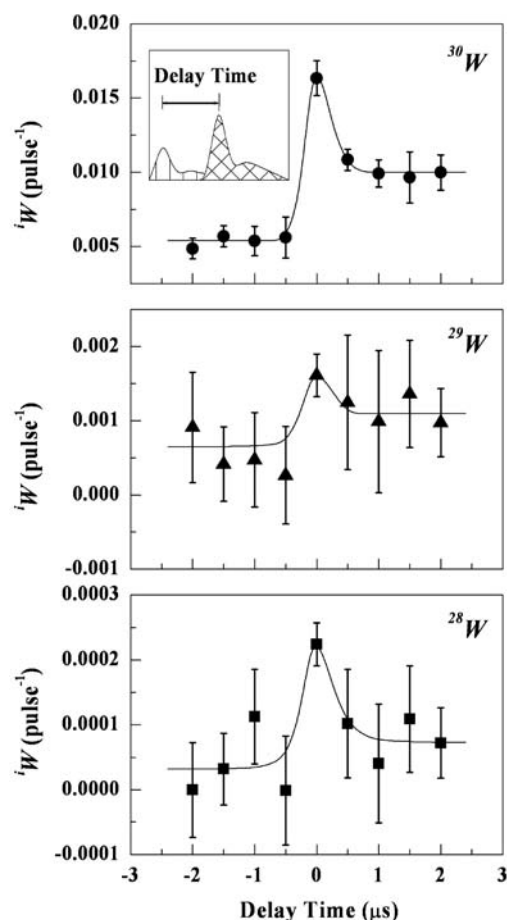 0.020
0.015
0.010
0.005
ⁱW (pulse⁻¹)
Delay Time
³⁰W
0.002
0.001
0.000
-0.001
ⁱW (pulse⁻¹)
²⁹W
0.0003
0.0002
0.0001
0.0000
-0.0001
ⁱW (pulse⁻¹)
²⁸W
-3 -2 -1 0 1 2 3
Delay Time (μs)